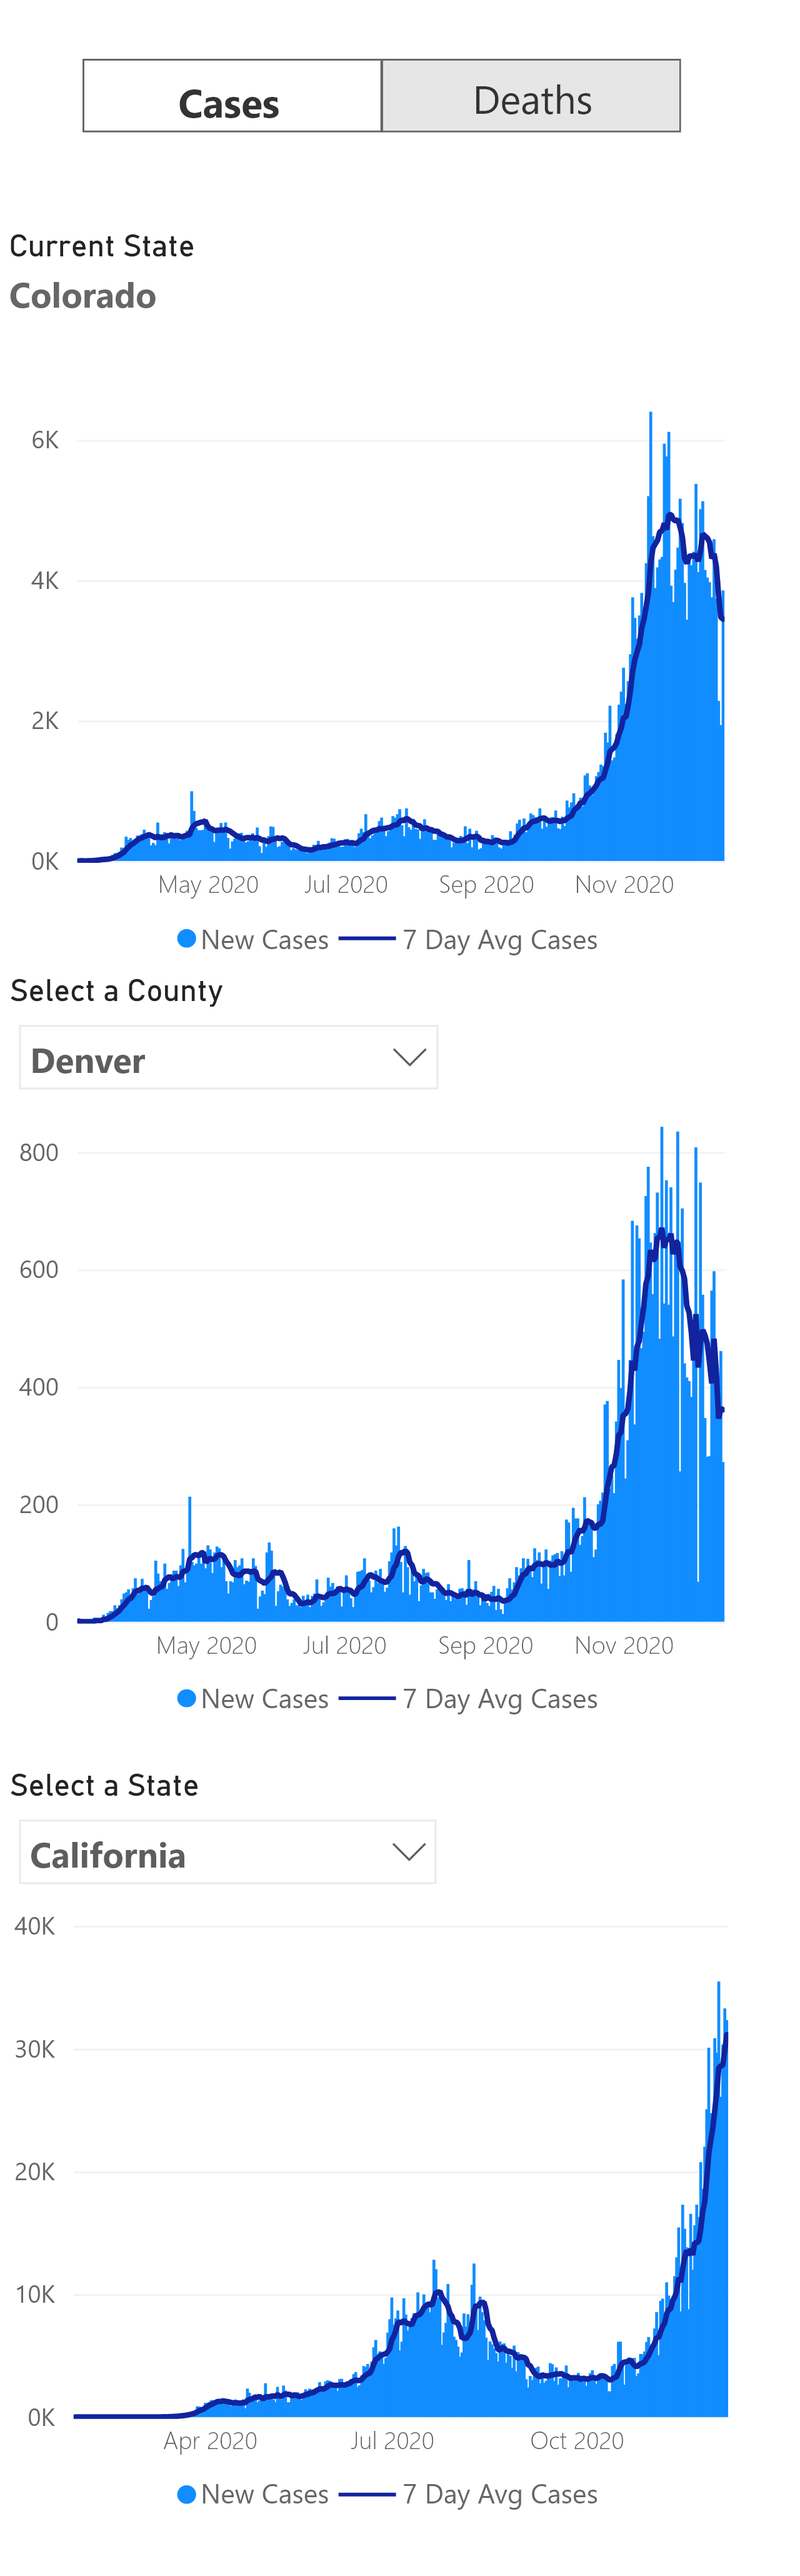 Cases Deaths
Current State
Colorado
6K
4K
2K
0K
May 2020 Jul 2020 Sep 2020 Nov 2020
New Cases 7 Day Avg Cases
Select a County
Denver
800
600
400
200
0
May 2020 Jul 2020 Sep 2020 Nov 2020
New Cases 7 Day Avg Cases
Select a State
California
40K
30K
20K
10K
0K
Apr 2020 Jul 2020 Oct 2020
New Cases 7 Day Avg Cases